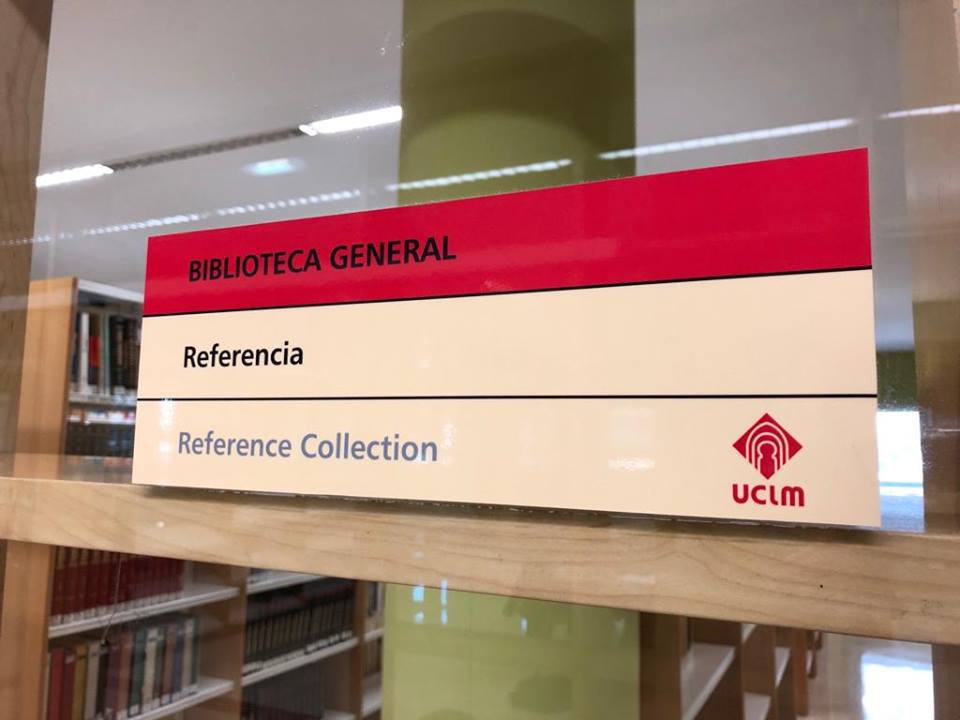 BIBLIOTECA GENERAL
Referencia
Reference Collection
UCLM